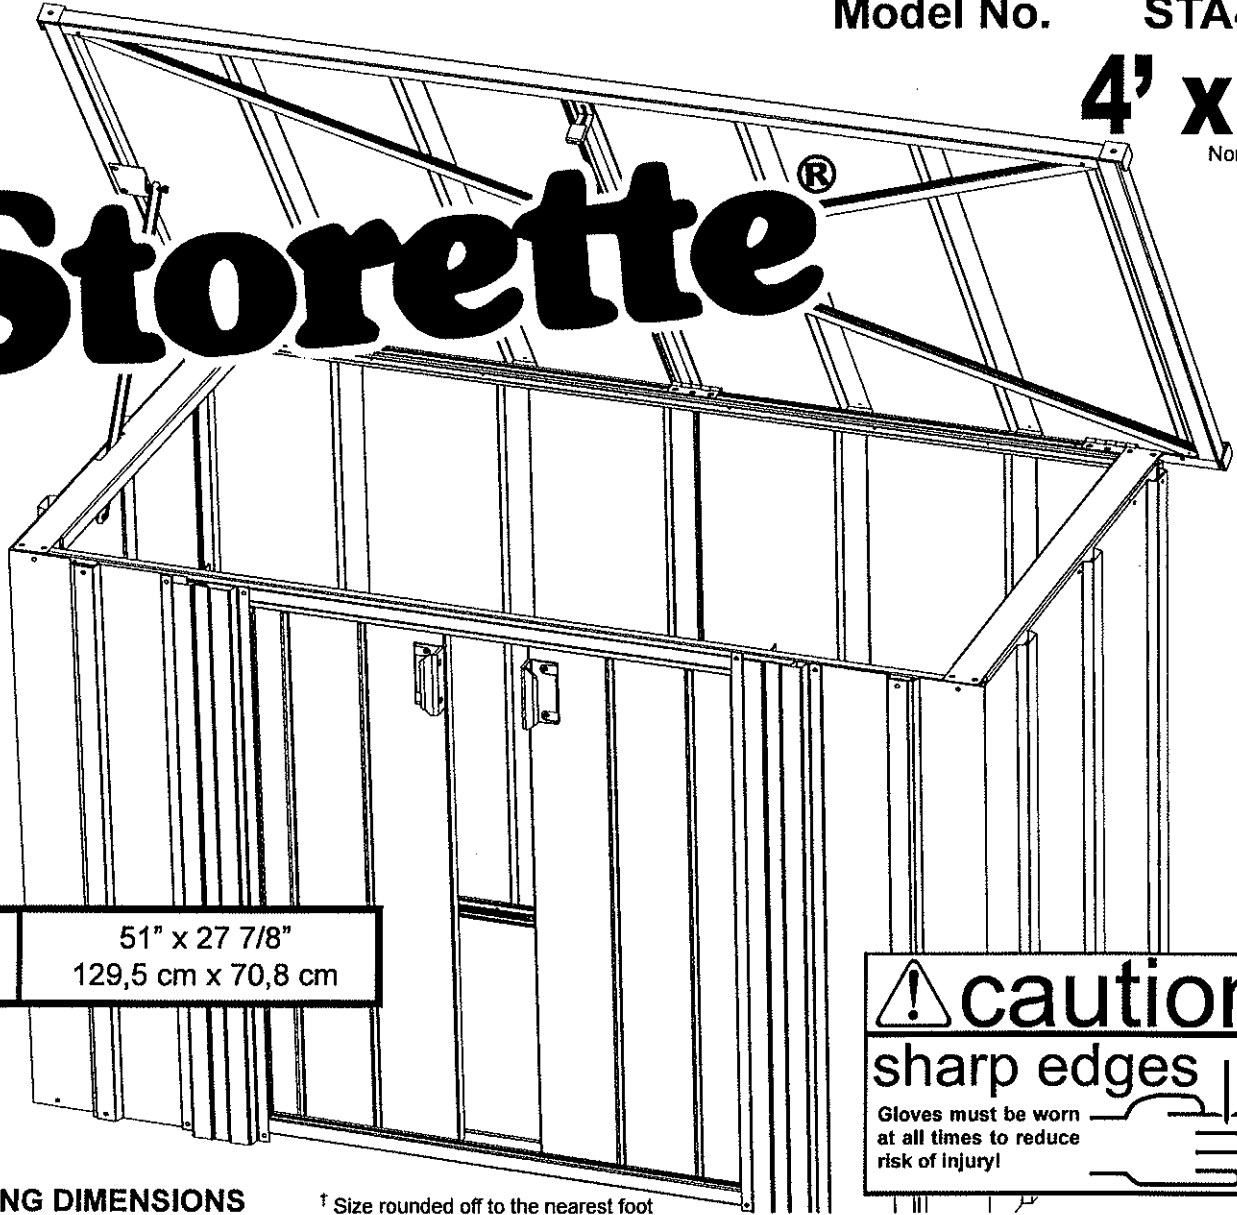 Model No. STA4
4' x
Nor
Storette®
51" x 27 7/8"
129,5 cm x 70,8 cm
caution
sharp edges
Gloves must be worn
at all times to reduce
risk of injury!
NG DIMENSIONS
† Size rounded off to the nearest foot